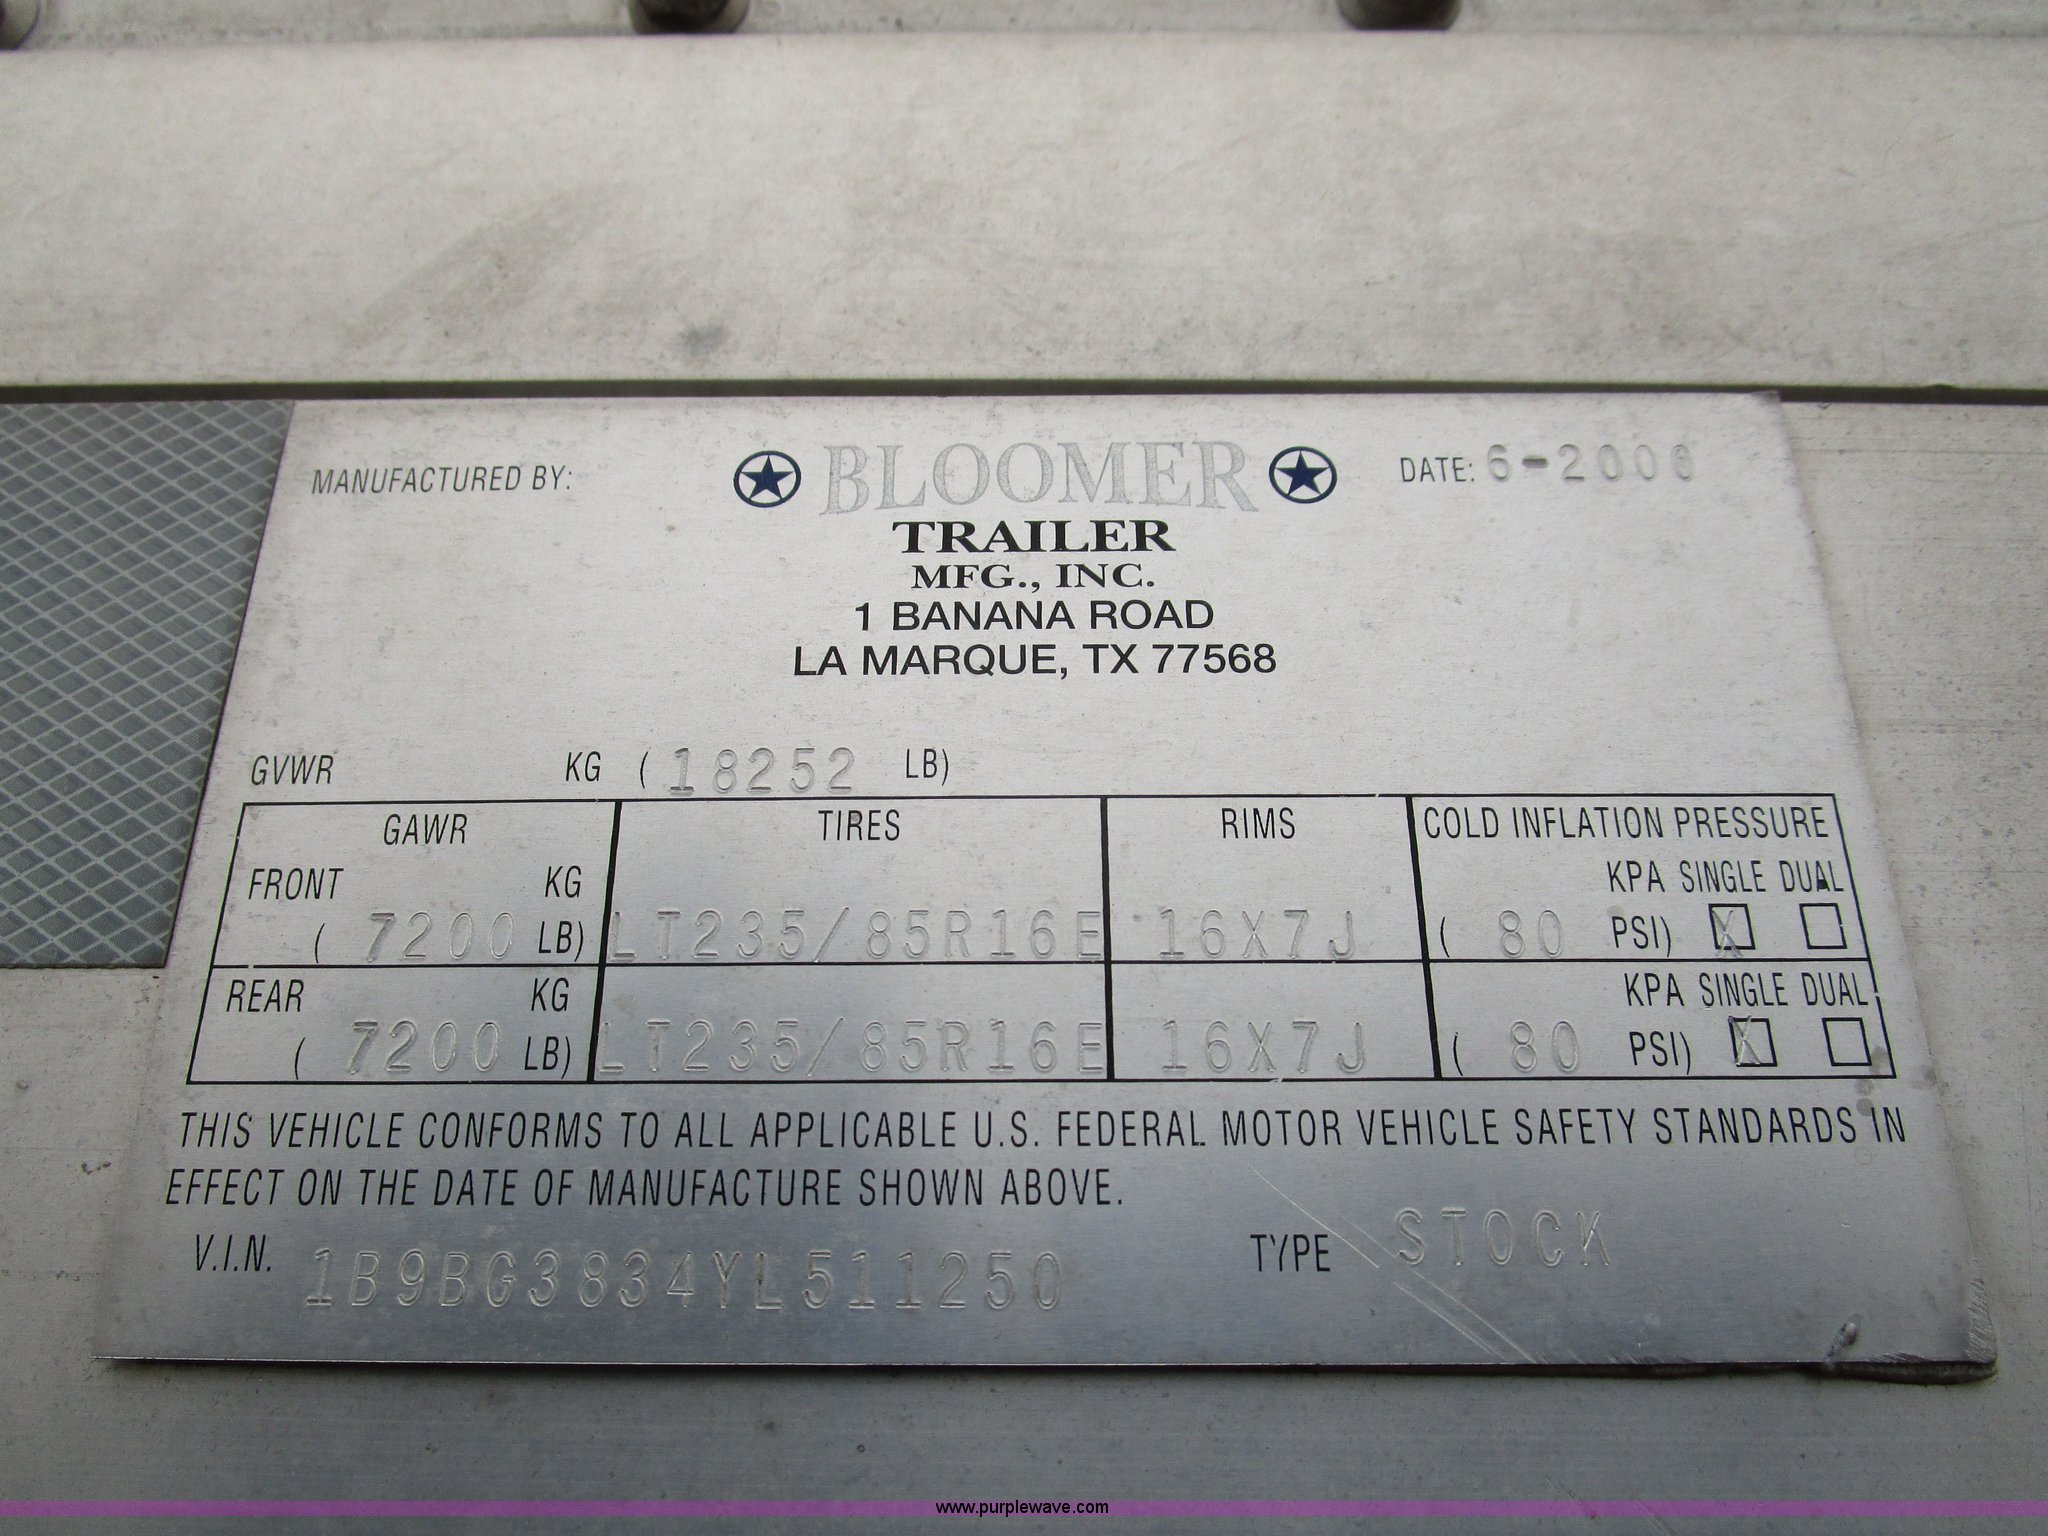 MANUFACTURED BY:
BLOOMER
DATE: 6-2000
TRAILER
MFG., INC.
1 BANANA ROAD
LA MARQUE, TX 77568
GVWR KG (18252 LB)
GAWR TIRES RIMS COLD INFLATION PRESSURE
FRONT KG KPA SINGLE DUAL
(7200 LB) LT235/85R16E 16X7J (80 PSI) X
REAR KG KPA SINGLE DUAL
(7200 LB) LT235/85R16E 16X7J (80 PSI) X
THIS VEHICLE CONFORMS TO ALL APPLICABLE U.S. FEDERAL MOTOR VEHICLE SAFETY STANDARDS IN
EFFECT ON THE DATE OF MANUFACTURE SHOWN ABOVE.
V.I.N. 1B9BG3834YL511250 TYPE STOCK
www.purplewave.com